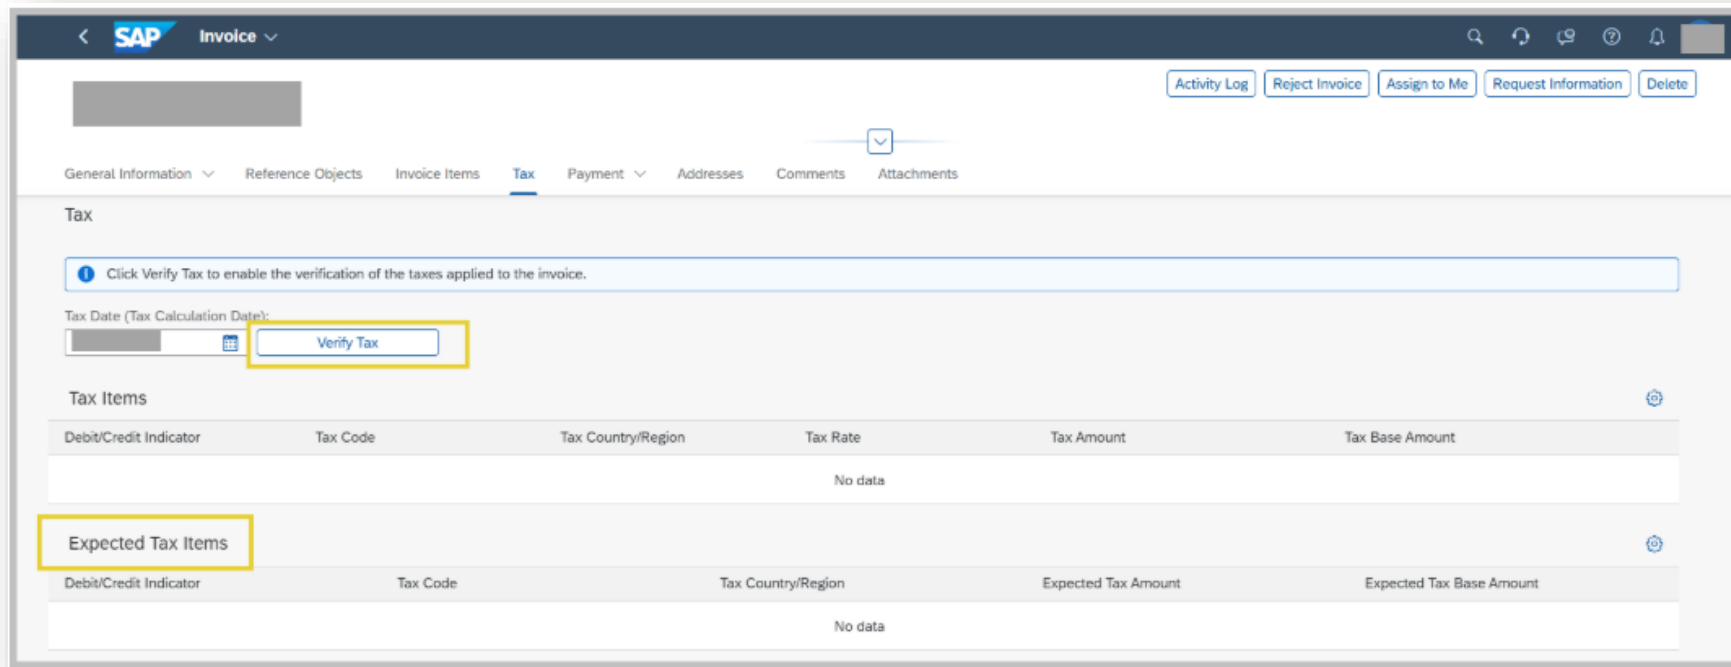 SAP Invoice
Activity Log Reject Invoice Assign to Me Request Information Delete
General Information Reference Objects Invoice Items Tax Payment Addresses Comments Attachments
Tax
Click Verify Tax to enable the verification of the taxes applied to the invoice.
Tax Date (Tax Calculation Date):
Verify Tax
Tax Items
Debit/Credit Indicator Tax Code Tax Country/Region Tax Rate Tax Amount Tax Base Amount
No data
Expected Tax Items
Debit/Credit Indicator Tax Code Tax Country/Region Expected Tax Amount Expected Tax Base Amount
No data